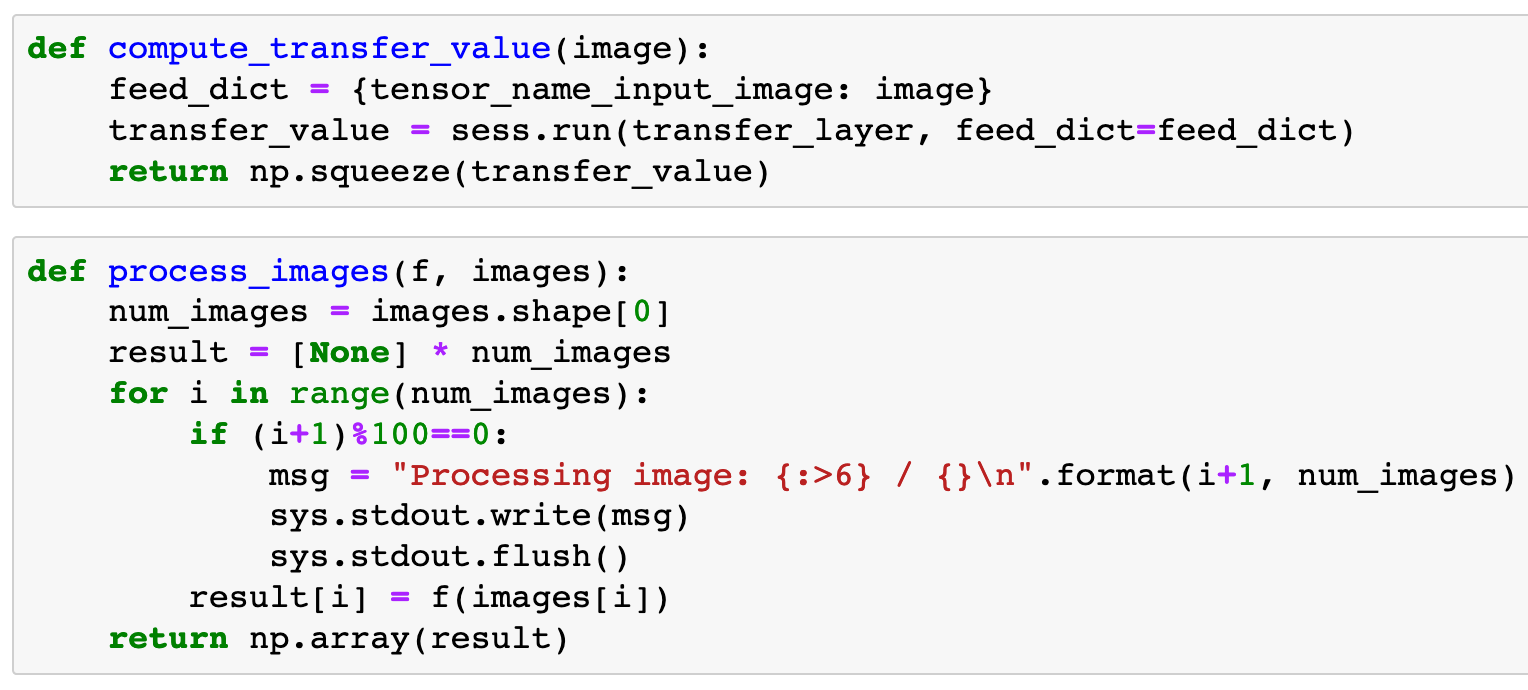 def compute_transfer_value(image):
    feed_dict = {tensor_name_input_image: image}
    transfer_value = sess.run(transfer_layer, feed_dict=feed_dict)
    return np.squeeze(transfer_value)
def process_images(f, images):
    num_images = images.shape[0]
    result = [None] * num_images
    for i in range(num_images):
        if (i+1)%100==0:
            msg = "Processing image: {:>6} / {}\n".format(i+1, num_images)
            sys.stdout.write(msg)
            sys.stdout.flush()
        result[i] = f(images[i])
    return np.array(result)